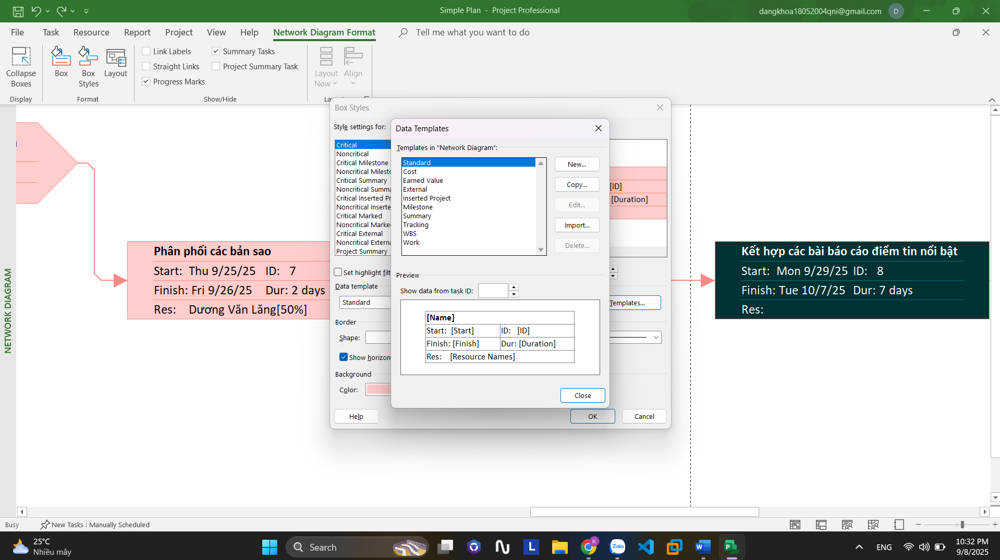 Simple Plan - Project Professional
dangkhoa18052004qni@gmail.com
D
File Task Resource Report Project View Help Network Diagram Format Tell me what you want to do
Collapse Boxes
Display
Box
Box Styles
Layout
Format
Link Labels
Straight Links
Progress Marks
Summary Tasks
Project Summary Task
Show/Hide
Layout Now
Align
NETWORK DIAGRAM
Phân phối các bản sao
Start: Thu 9/25/25 ID: 7
Finish: Fri 9/26/25 Dur: 2 days
Res: Dương Văn Lăng[50%]
Box Styles
Style settings for:
Critical
Noncritical
Critical Milestone
Noncritical Milesto
Critical Summary
Noncritical Summa
Critical Inserted Pr
Noncritical Inserte
Critical Marked
Noncritical Marke
Critical External
Noncritical Externa
Project Summary
[ID]
[Duration]
Set highlight filt
Data template
Standard
Templates...
Border
Shape:
Show horizon
Background
Color:
Help
OK
Cancel
Data Templates
Templates in "Network Diagram":
Standard
Cost
Earned Value
External
Inserted Project
Milestone
Summary
Tracking
WBS
Work
New...
Copy...
Edit...
Import...
Delete...
Preview
Show data from task ID:
[Name]
Start: [Start] ID: [ID]
Finish: [Finish] Dur: [Duration]
Res: [Resource Names]
Close
Kết hợp các bài báo cáo điểm tin nổi bật
Start: Mon 9/29/25 ID: 8
Finish: Tue 10/7/25 Dur: 7 days
Res:
Busy
New Tasks : Manually Scheduled
25°C
Nhiều mây
Search
L
K
Zalo
W
P
ENG
10:32 PM
9/8/2025